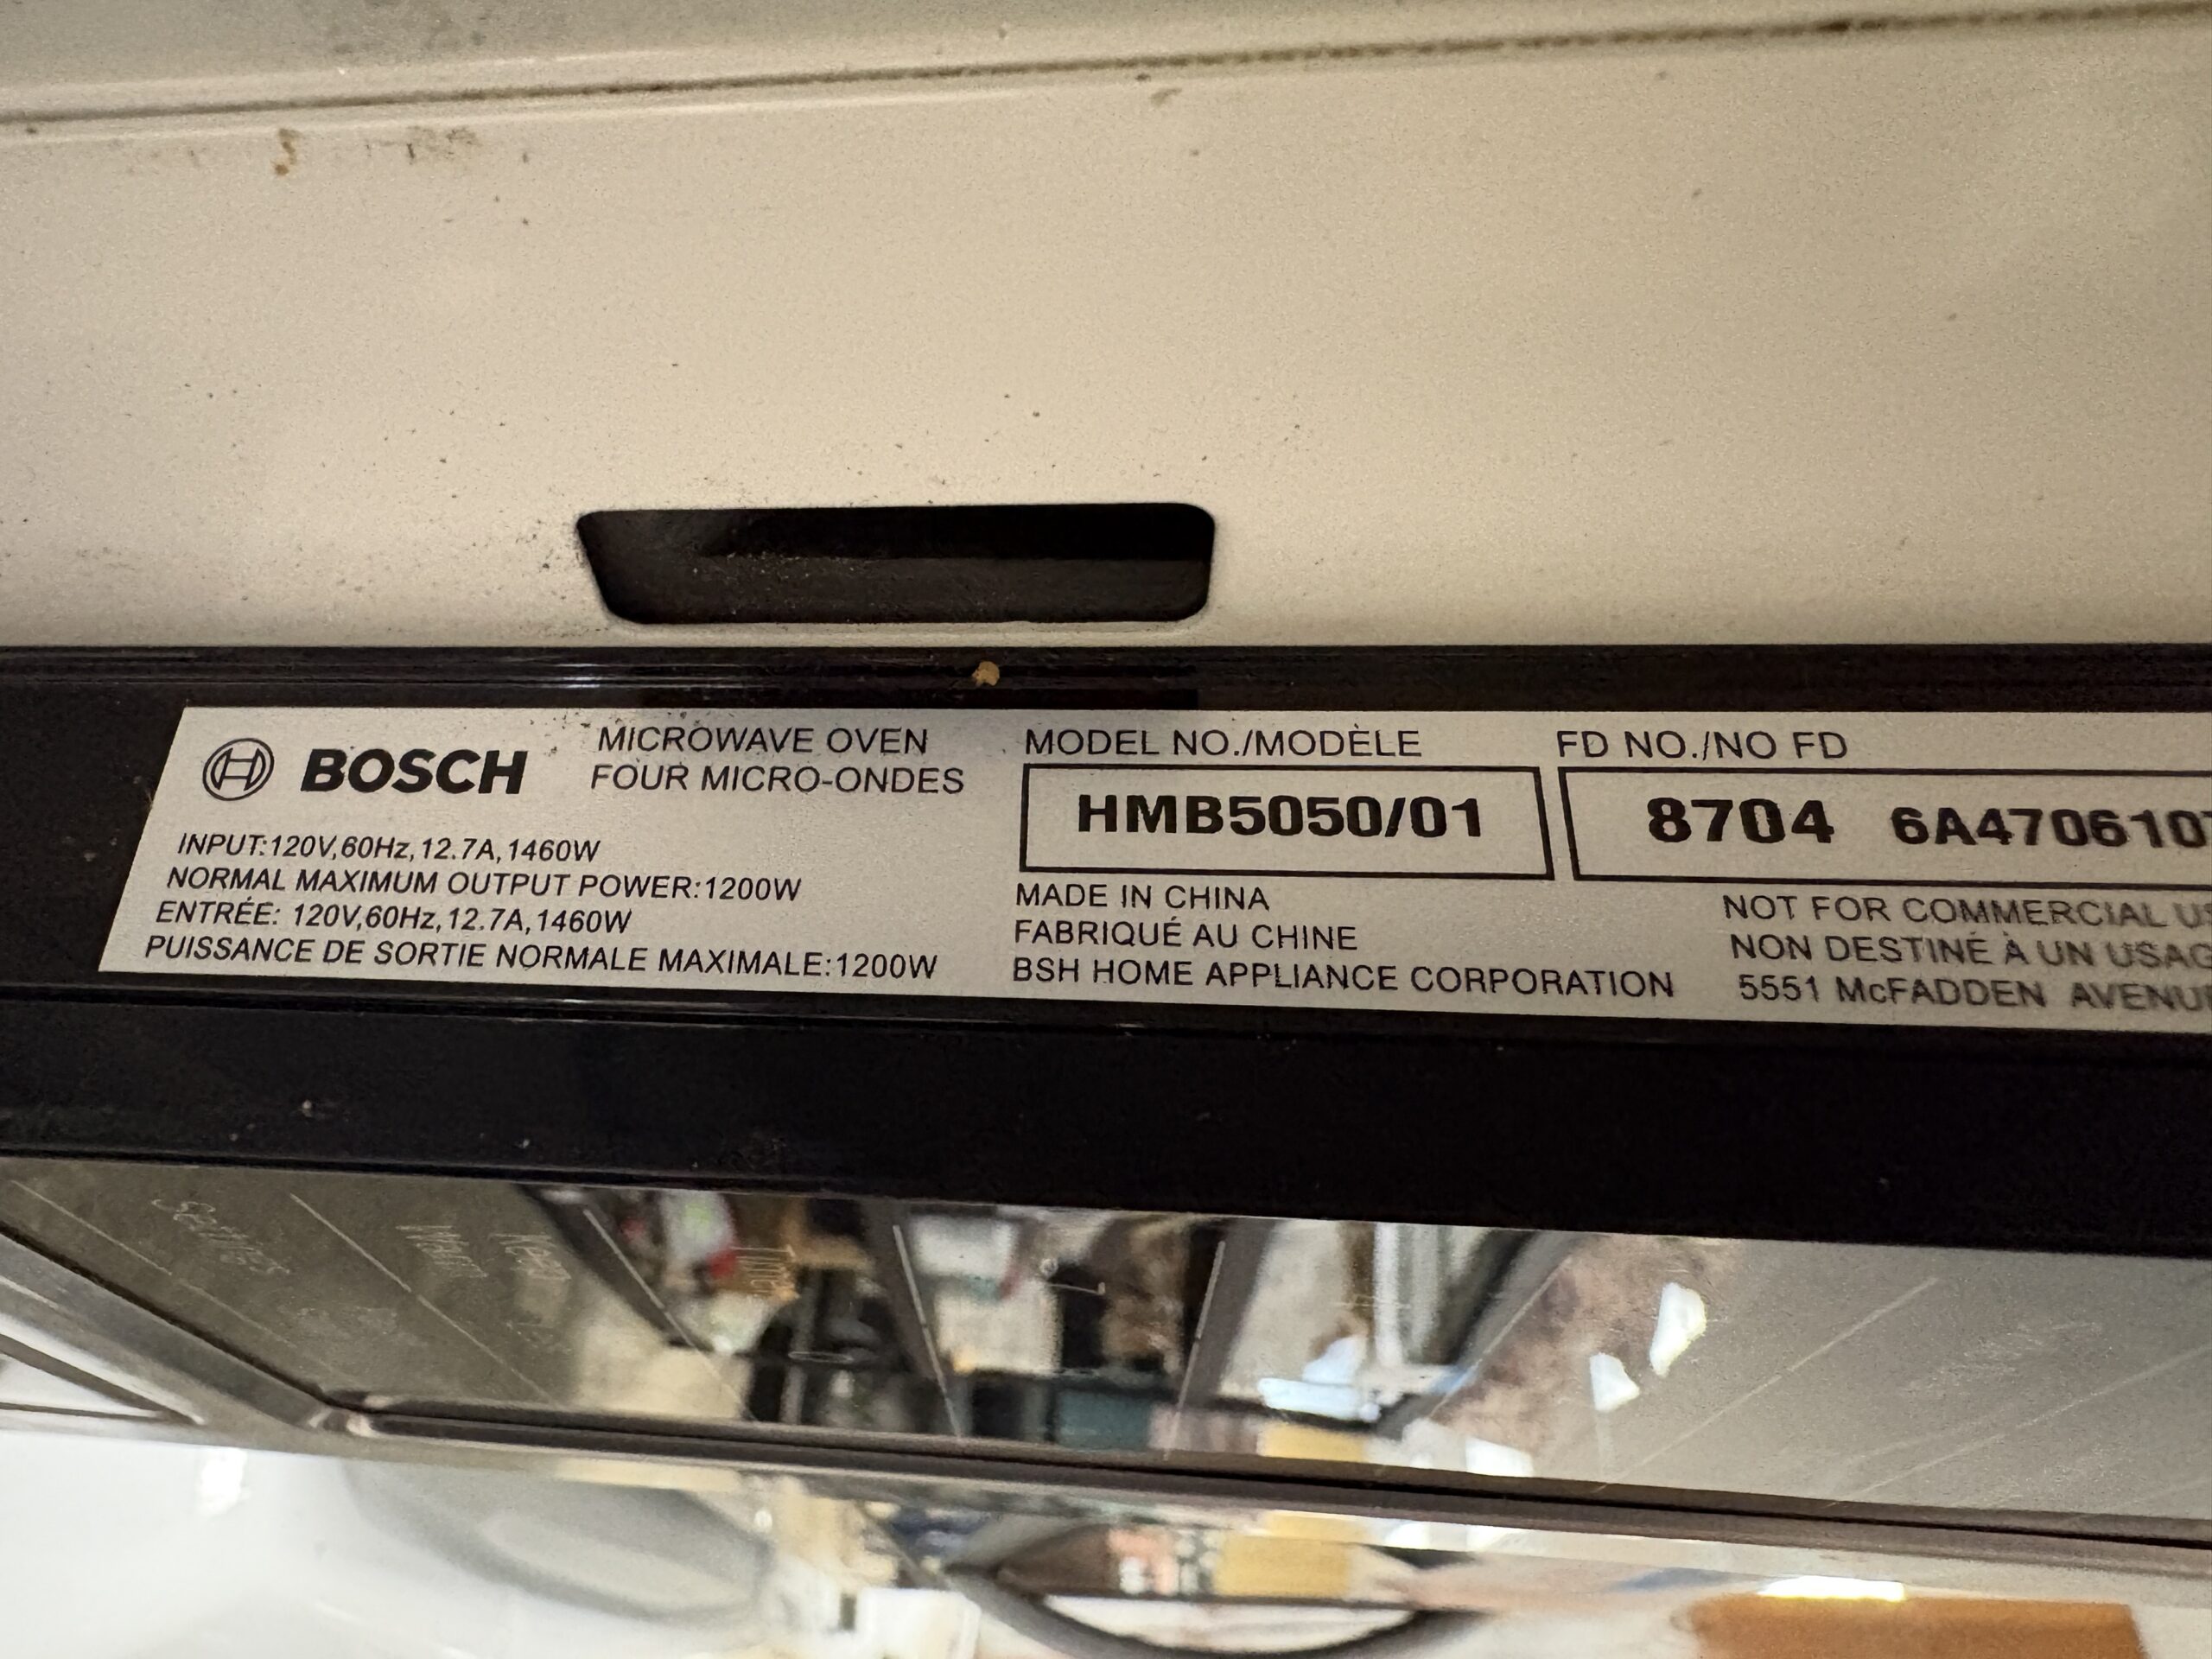 BOSCH
MICROWAVE OVEN
FOUR MICRO-ONDES
INPUT:120V,60Hz,12.7A,1460W
NORMAL MAXIMUM OUTPUT POWER:1200W
ENTRÉE: 120V,60Hz,12.7A,1460W
PUISSANCE DE SORTIE NORMALE MAXIMALE:1200W
MODEL NO./MODÈLE
HMB5050/01
MADE IN CHINA
FABRIQUÉ AU CHINE
BSH HOME APPLIANCE CORPORATION
FD NO./NO FD
8704
NOT FOR COMMERCIAL
NON DESTINÉ À UN
5551 McFADDEN
Keep
Warm
Timer